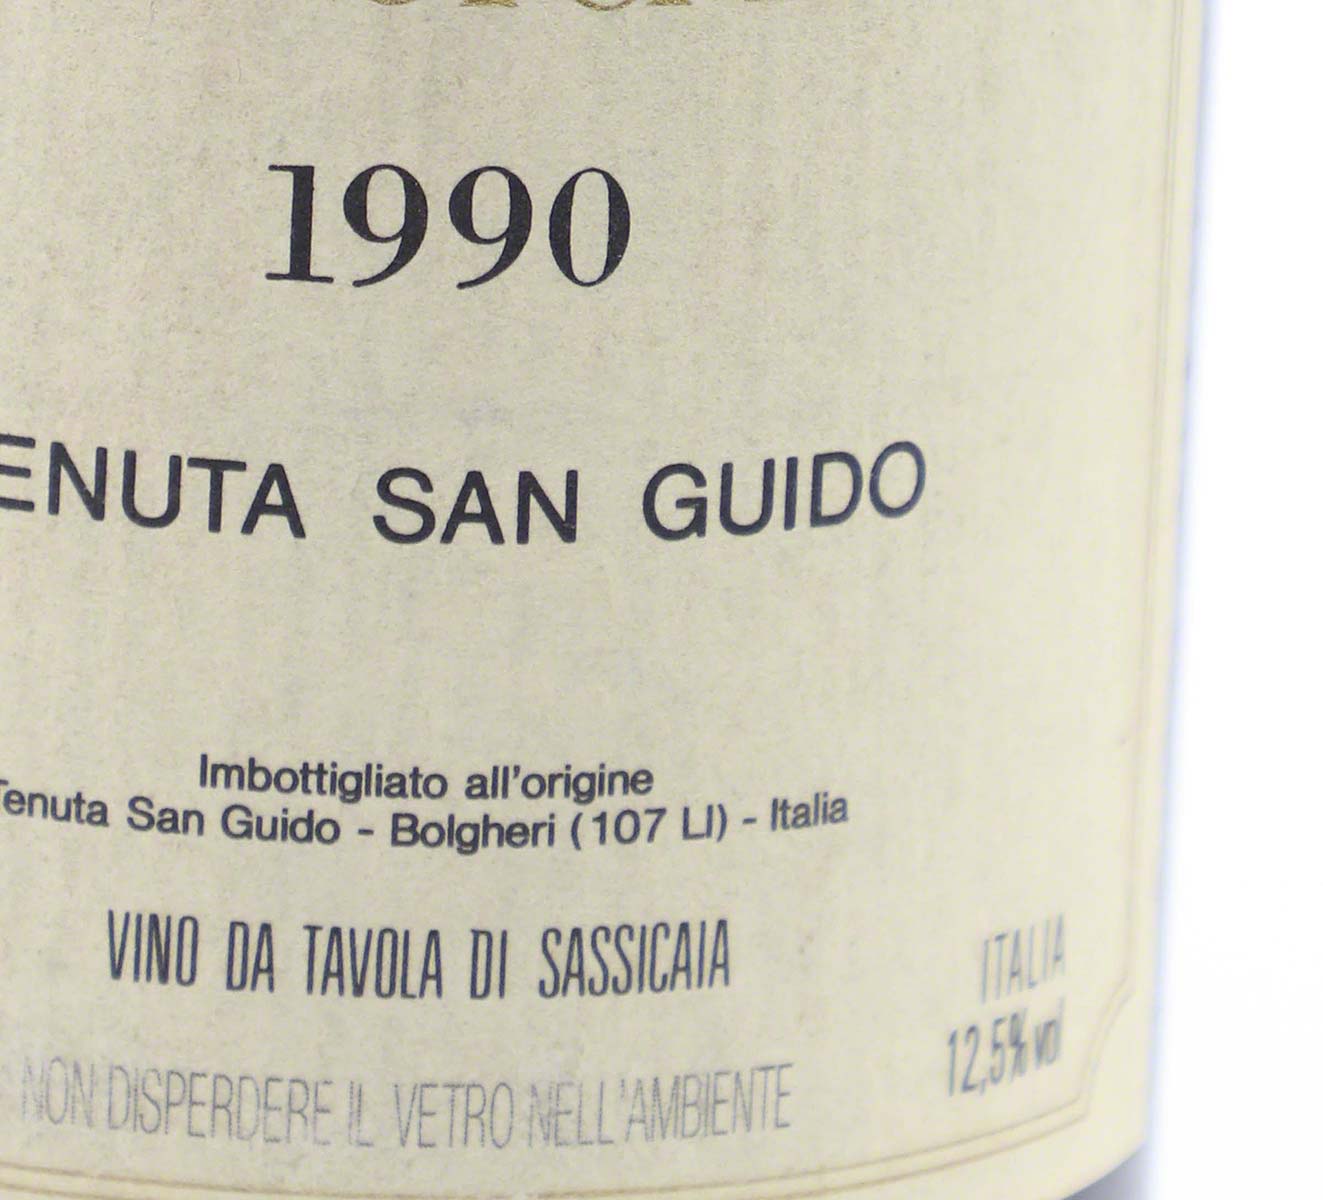 1990
ENUTA SAN GUIDO
Imbottigliato all'origine
Tenuta San Guido - Bolgheri (107 LI) - Italia
VINO DA TAVOLA DI SASSICAIA
ITALIA
12,5% vol
NON DISPERDERE IL VETRO NELL'AMBIENTE